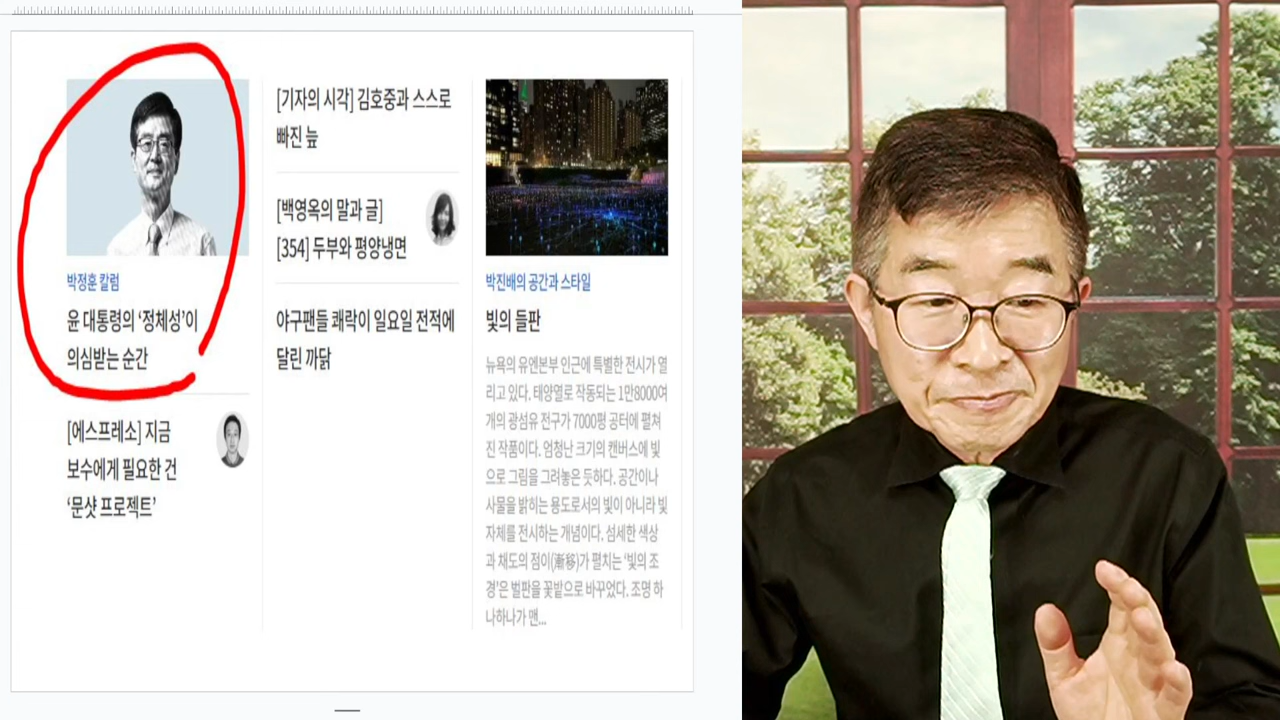 박정훈 칼럼
윤 대통령의 ‘정체성’이
의심받는 순간
[에스프레소] 지금
보수에게 필요한 건
‘문샷 프로젝트’
[기자의 시각] 김호중과 스스로
빠진 늪
[백영옥의 말과 글]
[354] 두부와 평양냉면
야구팬들 쾌락이 일요일 전적에
달린 까닭
박진배의 공간과 스타일
빛의 들판
뉴욕의 유엔본부 인근에 특별한 전시가 열
리고 있다. 태양열로 작동되는 1만8000여
개의 광섬유 전구가 7000평 공터에 펼쳐
진 작품이다. 엄청난 크기의 캔버스에 빛
으로 그림을 그려놓은 듯하다. 공간이나
사물을 밝히는 용도로서의 빛이 아니라 빛
자체를 전시하는 개념이다. 섬세한 색상
과 채도의 점이(漸移)가 펼치는 ‘빛의 조
경’은 벌판을 꽃밭으로 바꾸었다. 조명 하
나하나가 맨...